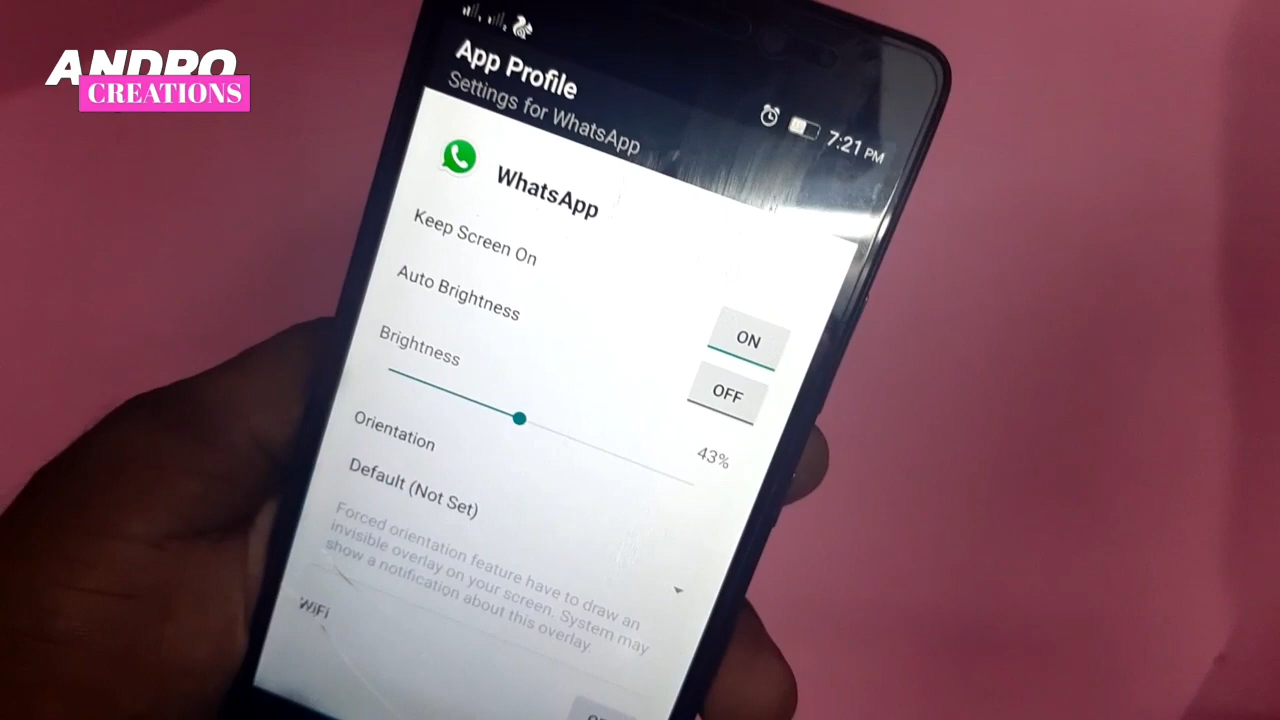 ANDRO
CREATIONS
App Profile
Settings for WhatsApp
7:21 PM
WhatsApp
Keep Screen On
ON
Auto Brightness
OFF
Brightness
43%
Orientation
Default (Not Set)
Forced orientation feature have to draw an
invisible overlay on your screen. System may
show a notification about this overlay.
WiFi